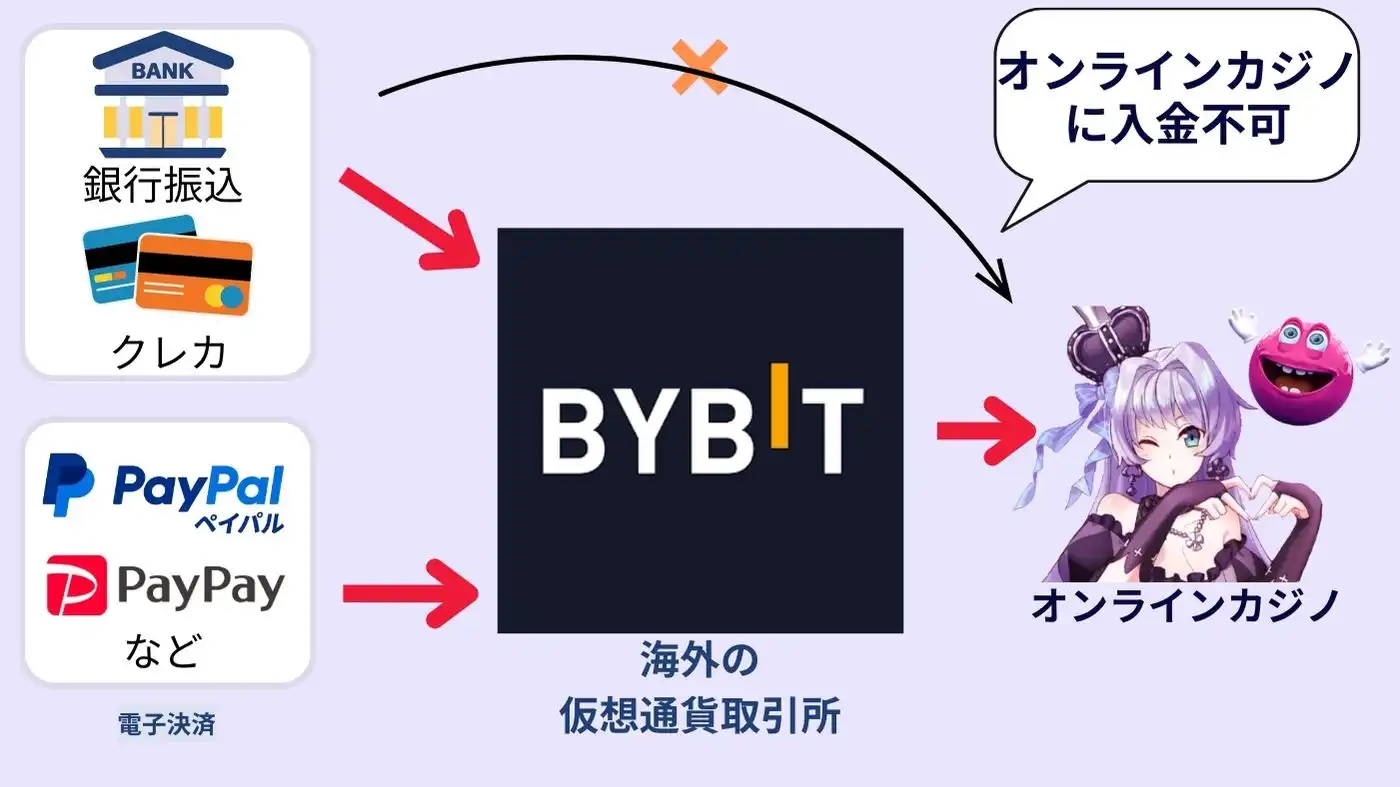 BANK
銀行振込
クレカ
PayPal
ペイパル
PayPay
など
電子決済
BYBIT
海外の
仮想通貨取引所
オンラインカジノ
に入金不可
オンラインカジノ